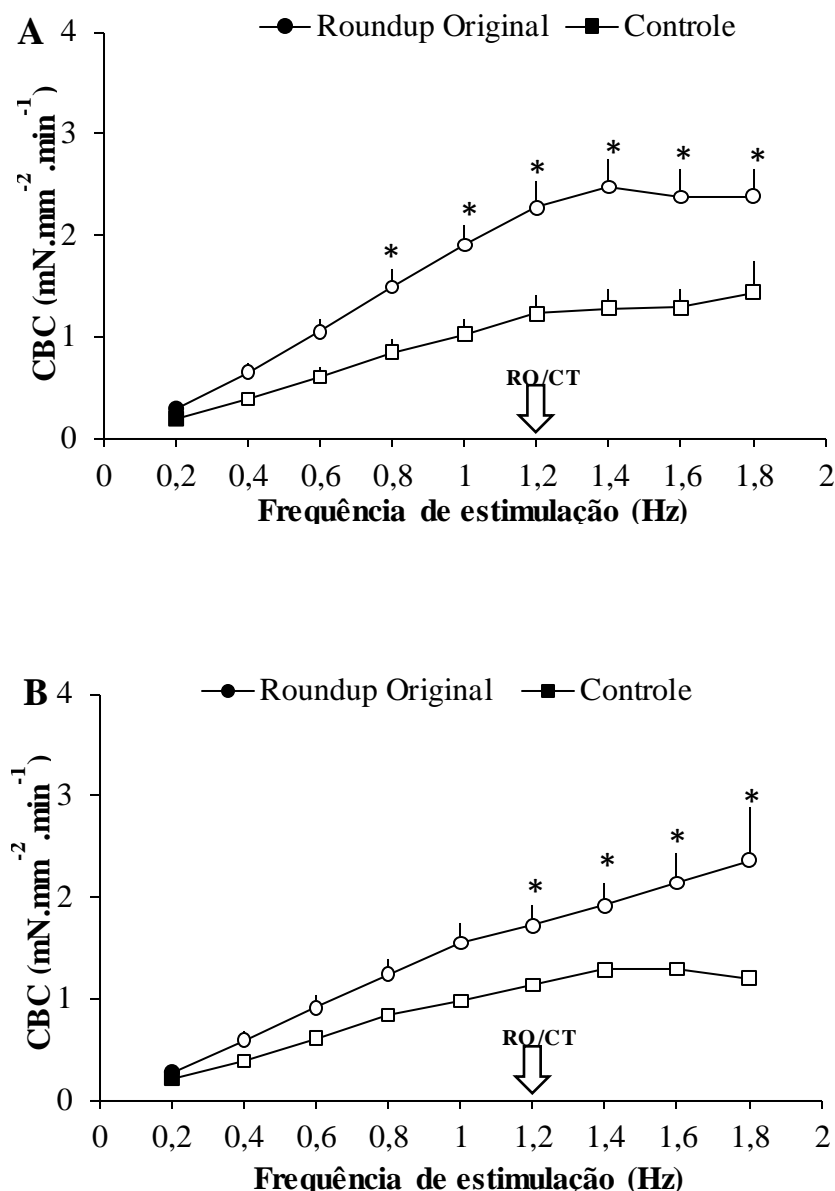 A
Roundup Original Controle
CBC (mN.mm-2.min-1)
4
3
2
1
0
* * * * * *
RO/CT
0 0,2 0,4 0,6 0,8 1 1,2 1,4 1,6 1,8 2
Frequência de estimulação (Hz)
B
Roundup Original Controle
CBC (mN.mm-2.min-1)
4
3
2
1
0
* * * *
RO/CT
0 0,2 0,4 0,6 0,8 1 1,2 1,4 1,6 1,8 2
Frequência de estimulação (Hz)